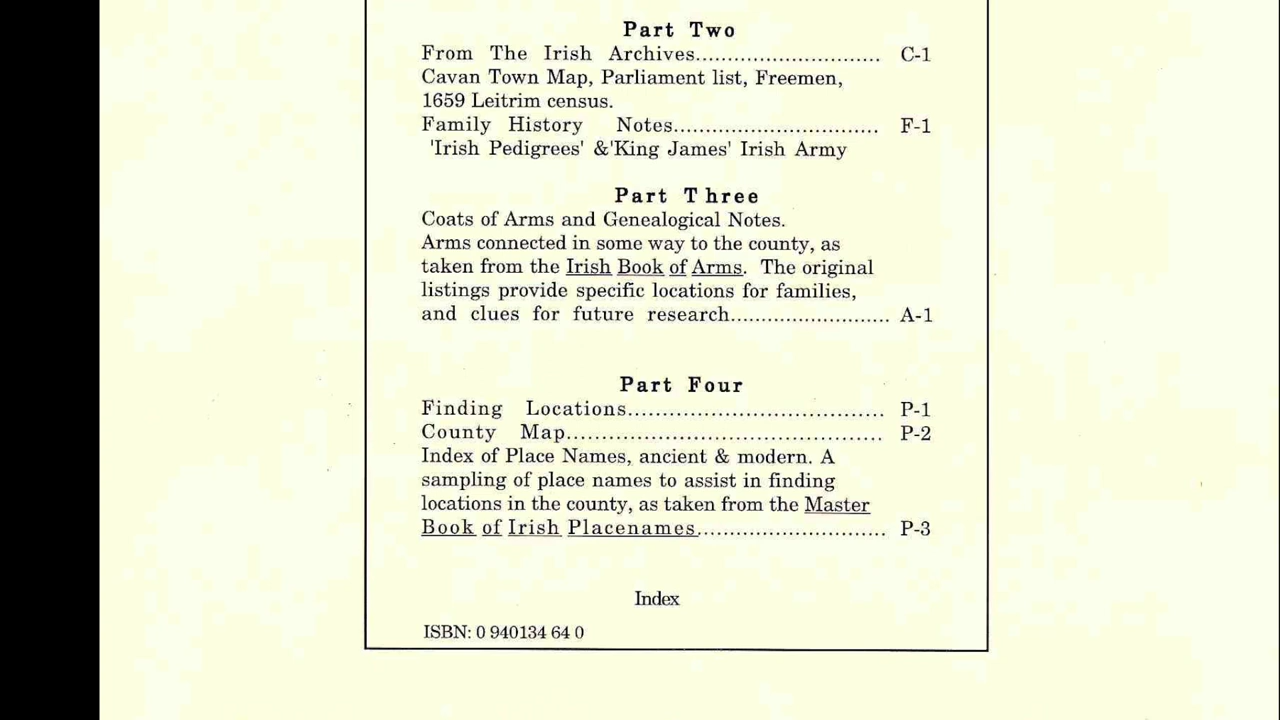 Part Two
From The Irish Archives............................ C-1
Cavan Town Map, Parliament list, Freemen,
1659 Leitrim census.
Family History Notes................................ F-1
'Irish Pedigrees' &'King James' Irish Army
Part Three
Coats of Arms and Genealogical Notes.
Arms connected in some way to the county, as
taken from the Irish Book of Arms. The original
listings provide specific locations for families,
and clues for future research......................... A-1
Part Four
Finding Locations..................................... P-1
County Map............................................. P-2
Index of Place Names, ancient & modern. A
sampling of place names to assist in finding
locations in the county, as taken from the Master
Book of Irish Placenames............................. P-3
Index
ISBN: 0 940134 64 0